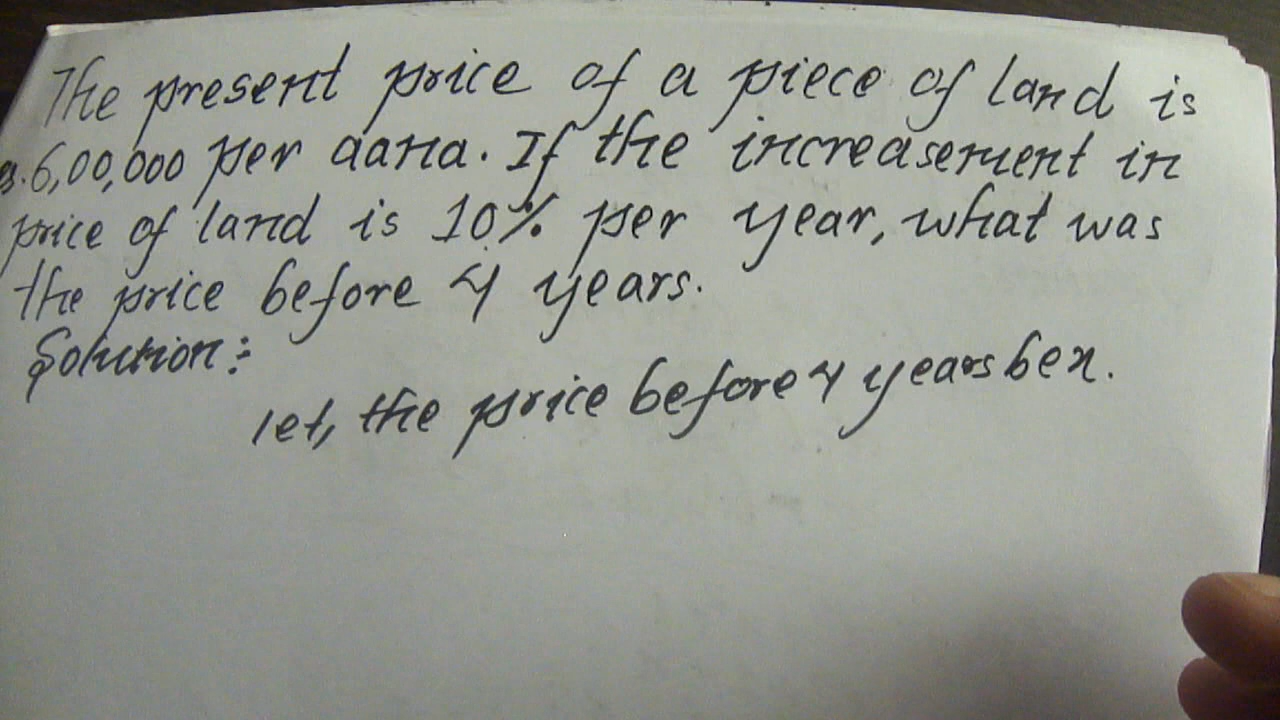 The present price of a piece of land is
s.6,00,000 per aana. If the increasement in
price of land is 10% per year, what was
the price before 4 years.
Solution:-
let, the price before 4 years be x.